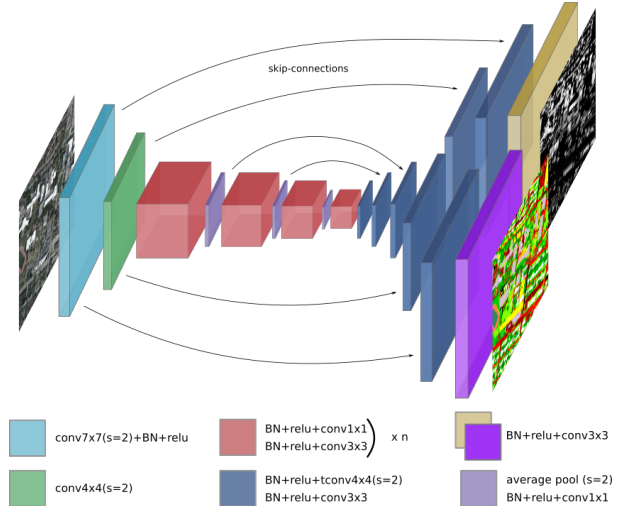 skip-connections
conv7x7(s=2)+BN+relu
BN+relu+conv1x1
BN+relu+conv3x3
) x n
BN+relu+conv3x3
conv4x4(s=2)
BN+relu+tconv4x4(s=2)
BN+relu+conv3x3
average pool (s=2)
BN+relu+conv1x1